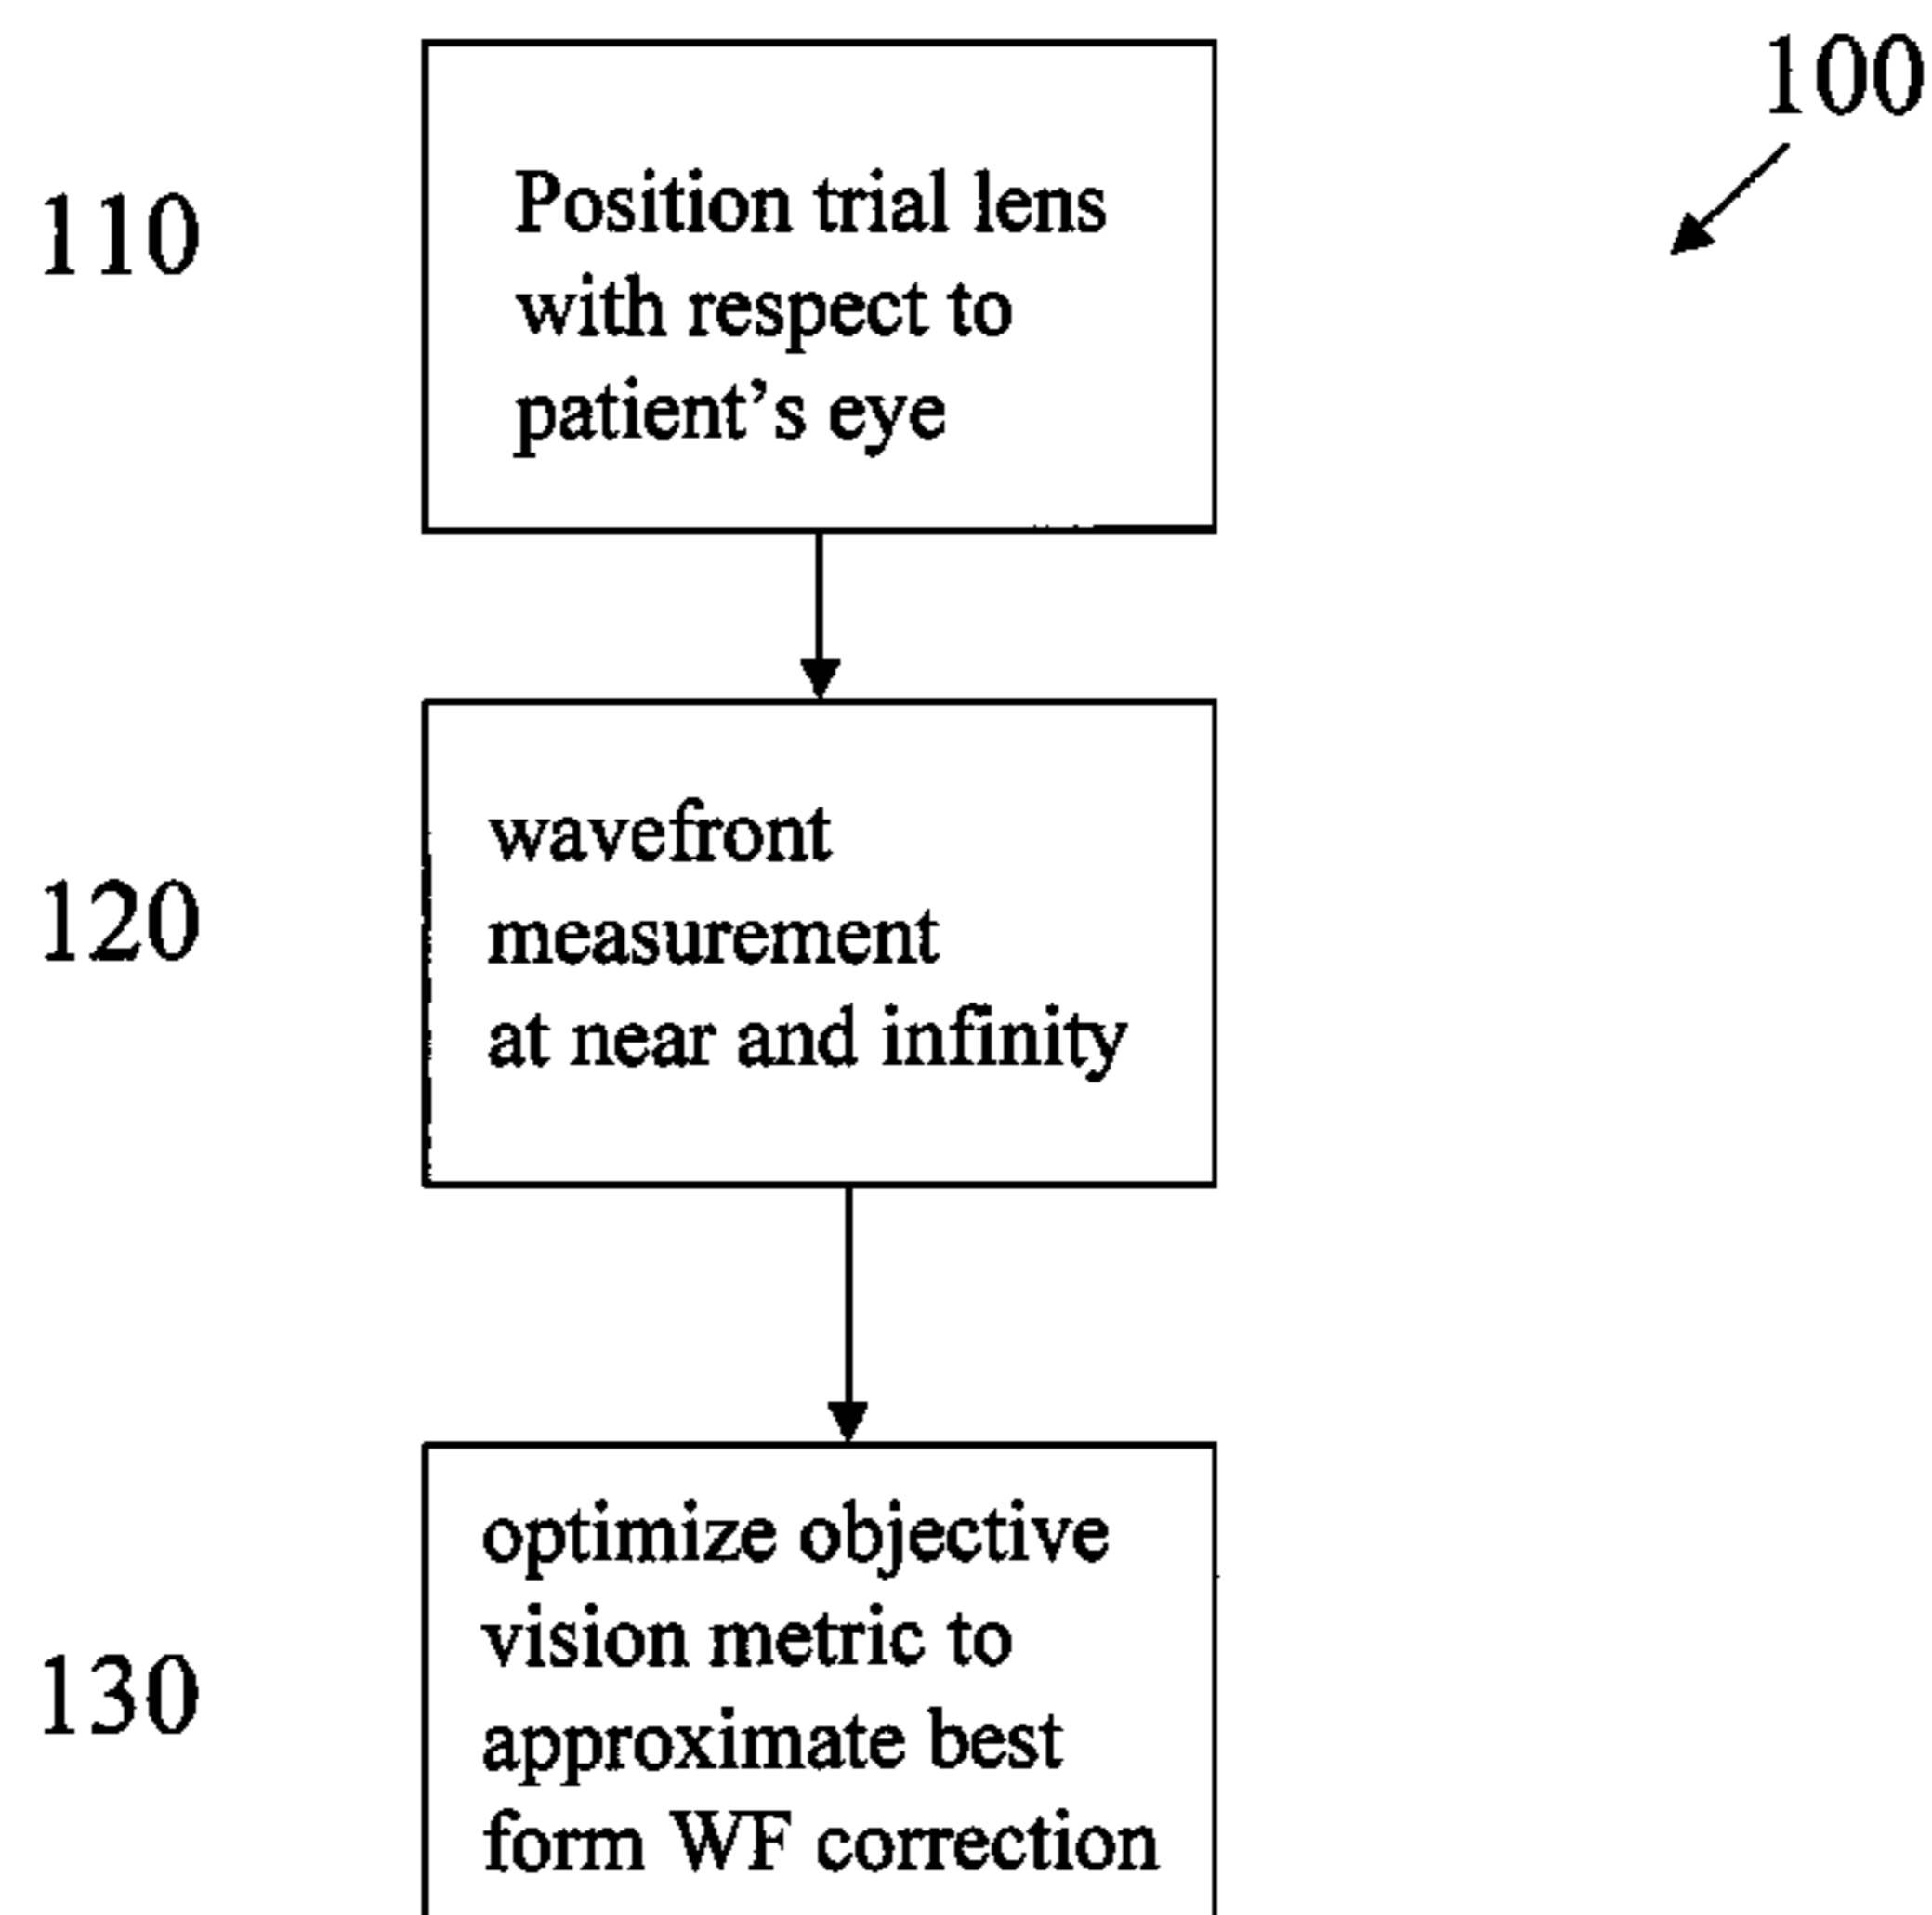 100
110
Position trial lens
with respect to
patient’s eye
120
wavefront
measurement
at near and infinity
130
optimize objective
vision metric to
approximate best
form WF correction